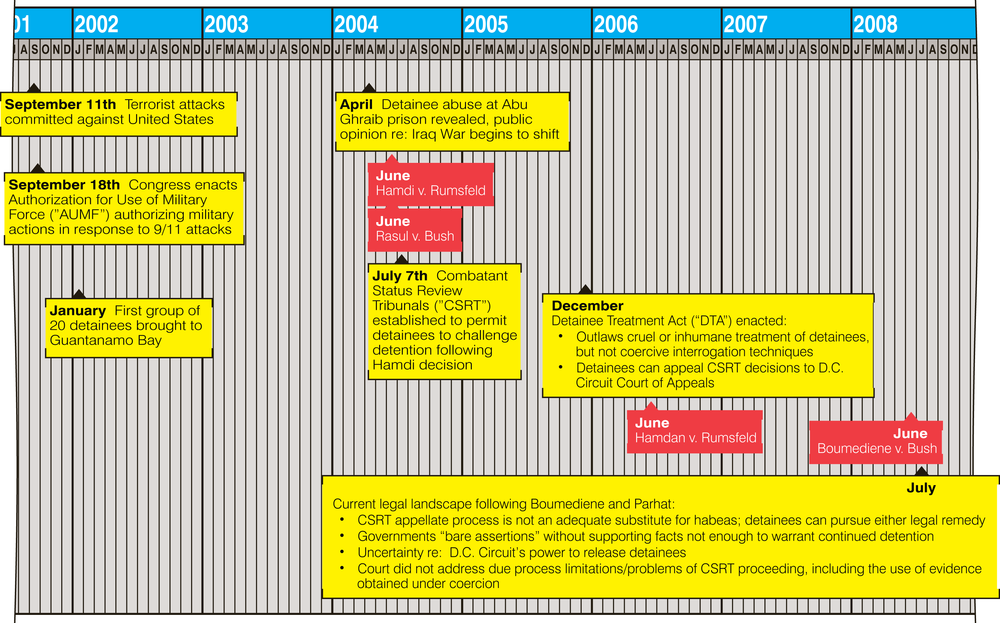 01 2002 2003 2004 2005 2006 2007 2008
J A S O N D J F M A M J J A S O N D J F M A M J J A S O N D J F M A M J J A S O N D J F M A M J J A S O N D J F M A M J J A S O N D J F M A M J J A S O N D J F M A M J J A S O N D
September 11th Terrorist attacks
committed against United States
September 18th Congress enacts
Authorization for Use of Military
Force (”AUMF”) authorizing military
actions in response to 9/11 attacks
January First group of
20 detainees brought to
Guantanamo Bay
April Detainee abuse at Abu
Ghraib prison revealed, public
opinion re: Iraq War begins to shift
June
Hamdi v. Rumsfeld
June
Rasul v. Bush
July 7th Combatant
Status Review
Tribunals (”CSRT”)
established to permit
detainees to challenge
detention following
Hamdi decision
December
Detainee Treatment Act (“DTA”) enacted:
• Outlaws cruel or inhumane treatment of detainees,
but not coercive interrogation techniques
• Detainees can appeal CSRT decisions to D.C.
Circuit Court of Appeals
June
Hamdan v. Rumsfeld
June
Boumediene v. Bush
July
Current legal landscape following Boumediene and Parhat:
• CSRT appellate process is not an adequate substitute for habeas; detainees can pursue either legal remedy
• Governments “bare assertions” without supporting facts not enough to warrant continued detention
• Uncertainty re: D.C. Circuit’s power to release detainees
• Court did not address due process limitations/problems of CSRT proceeding, including the use of evidence
obtained under coercion